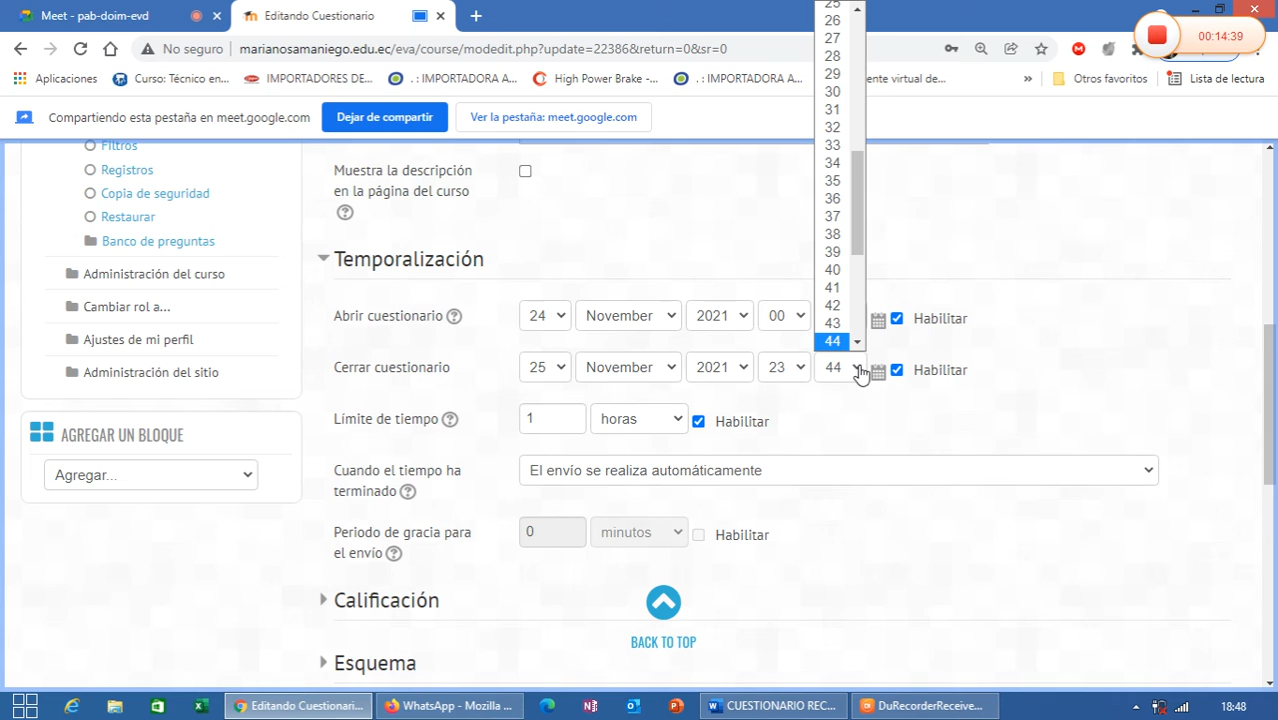 Meet - pab-doim-evd
Editando Cuestionario
00:14:39
No seguro
marianosamaniego.edu.ec/eva/course/modedit.php?update=22386&return=0&sr=0
Aplicaciones
Curso: Técnico en...
IMPORTADORES DE...
. : IMPORTADORA A...
High Power Brake -...
. : IMPORTADORA A...
ente virtual de...
»
Otros favoritos
Lista de lectura
Compartiendo esta pestaña en meet.google.com
Dejar de compartir
Ver la pestaña: meet.google.com
Filtros
Registros
Copia de seguridad
Restaurar
Banco de preguntas
Administración del curso
Cambiar rol a...
Ajustes de mi perfil
Administración del sitio
AGREGAR UN BLOQUE
Agregar...
Muestra la descripción
en la página del curso
Temporalización
Abrir cuestionario
24 November 2021 00
Habilitar
Cerrar cuestionario
25 November 2021 23 44
Habilitar
25
26
27
28
29
30
31
32
33
34
35
36
37
38
39
40
41
42
43
44
Límite de tiempo
1 horas
Habilitar
Cuando el tiempo ha
terminado
El envío se realiza automáticamente
Periodo de gracia para
el envío
0 minutos
Habilitar
Calificación
BACK TO TOP
Esquema
Editando Cuestionari...
WhatsApp - Mozilla ...
CUESTIONARIO REC...
DuRecorderReceive...
18:48